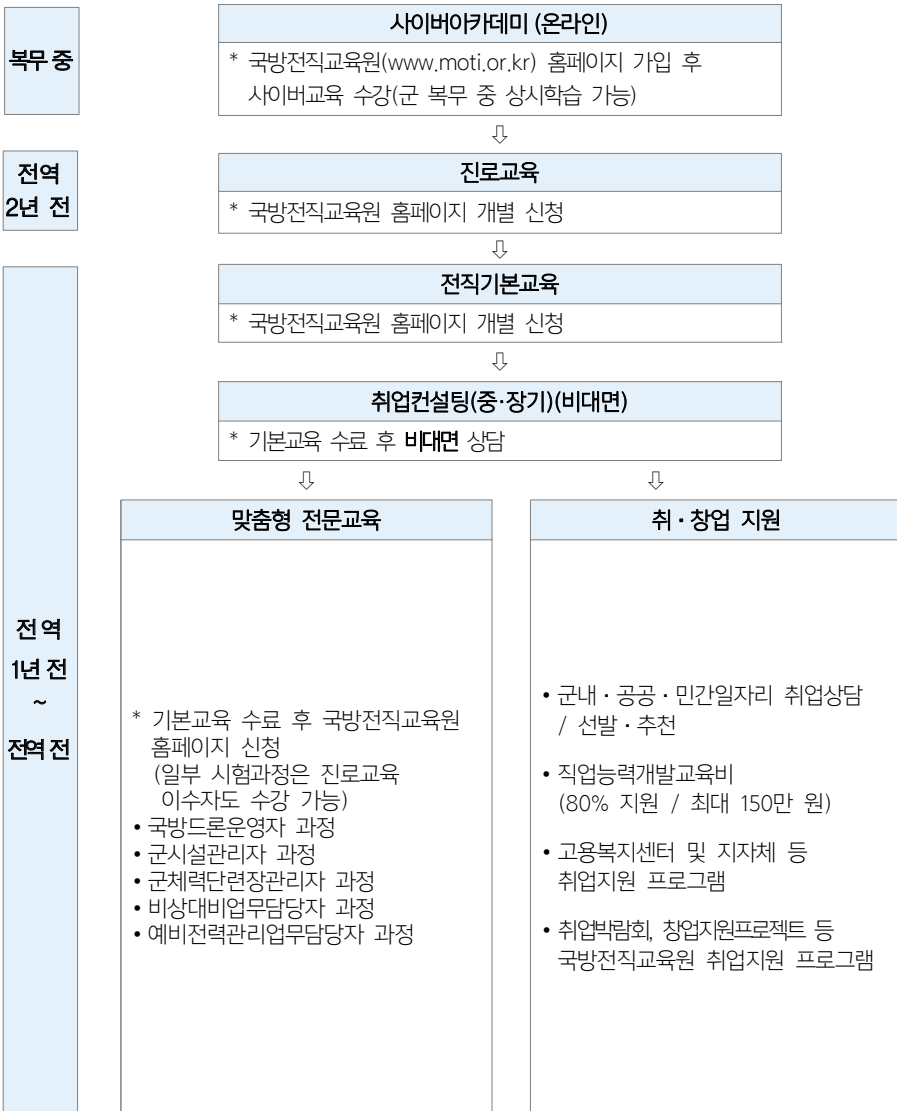 복무 중
사이버아카데미 (온라인)
* 국방전직교육원(www.moti.or.kr) 홈페이지 가입 후
사이버교육 수강(군 복무 중 상시학습 가능)
⇩
전역
2년 전
진로교육
* 국방전직교육원 홈페이지 개별 신청
⇩
전직기본교육
* 국방전직교육원 홈페이지 개별 신청
⇩
취업컨설팅(중·장기)(비대면)
* 기본교육 수료 후 비대면 상담
⇩ ⇩
전역
1년 전
~
전역 전
맞춤형 전문교육
* 기본교육 수료 후 국방전직교육원
홈페이지 신청
(일부 시험과정은 진로교육
이수자도 수강 가능)
• 국방드론운영자 과정
• 군시설관리자 과정
• 군체력단련장관리자 과정
• 비상대비업무담당자 과정
• 예비전력관리업무담당자 과정
취 · 창업 지원
• 군내 · 공공 · 민간일자리 취업상담
/ 선발 · 추천
• 직업능력개발교육비
(80% 지원 / 최대 150만 원)
• 고용복지센터 및 지자체 등
취업지원 프로그램
• 취업박람회, 창업지원프로젝트 등
국방전직교육원 취업지원 프로그램